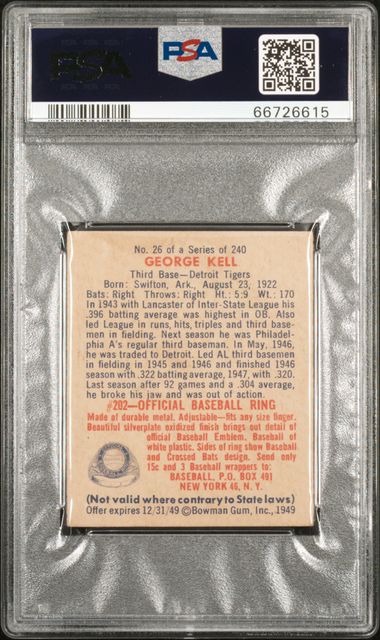 PSA
PSA
66726615
No. 26 of a Series of 240
GEORGE KELL
Third Base—Detroit Tigers
Born: Swifton, Ark., August 23, 1922
Bats: Right Throws: Right Ht.: 5:9 Wt.: 170
In 1943 with Lancaster of Inter-State League his
.396 batting average was highest in OB. Also
led League in runs, hits, triples and third base-
men in fielding. Next season he was Philadel-
phia A's regular third baseman. In May, 1946,
he was traded to Detroit. Led AL third basemen
in fielding in 1945 and 1946 and finished 1946
season with .322 batting average, 1947, with .320.
Last season after 92 games and a .304 average,
he broke his jaw and was out of action.
#202—OFFICIAL BASEBALL RING
Made of durable metal. Adjustable—fits any size finger.
Beautiful silverplate oxidized finish brings out detail of
official Baseball Emblem. Baseball of
white plastic. Sides of ring show Baseball
and Crossed Bats design. Send only
15c and 3 Baseball wrappers to:
BASEBALL, P.O. BOX 491
NEW YORK 46, N. Y.
(Not valid where contrary to State laws)
Offer expires 12/31/49 ©Bowman Gum, Inc., 1949